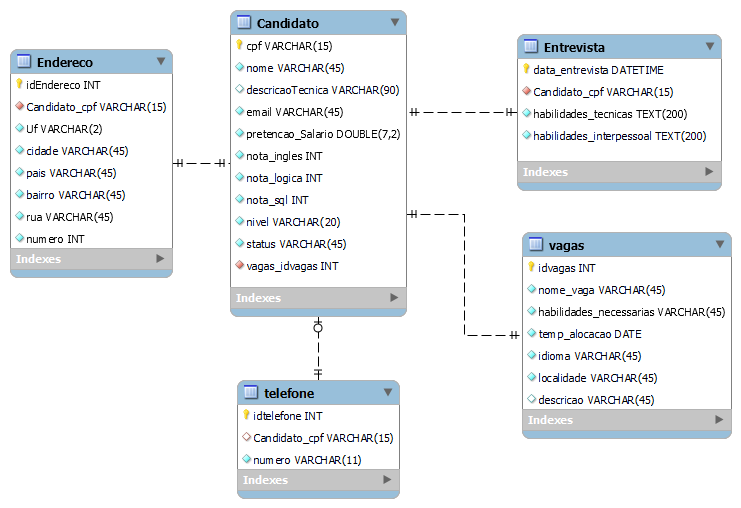 Endereco
idEndereco INT
Candidato_cpf VARCHAR(15)
Uf VARCHAR(2)
cidade VARCHAR(45)
pais VARCHAR(45)
bairro VARCHAR(45)
rua VARCHAR(45)
numero INT
Indexes
Candidato
cpf VARCHAR(15)
nome VARCHAR(45)
descricaoTecnica VARCHAR(90)
email VARCHAR(45)
pretencao_Salario DOUBLE(7,2)
nota_ingles INT
nota_logica INT
nota_sql INT
nivel VARCHAR(20)
status VARCHAR(45)
vagas_idvagas INT
Indexes
Entrevista
data_entrevista DATETIME
Candidato_cpf VARCHAR(15)
habilidades_tecnicas TEXT(200)
habilidades_interpessoal TEXT(200)
Indexes
vagas
idvagas INT
nome_vaga VARCHAR(45)
habilidades_necessarias VARCHAR(45)
temp_alocacao DATE
idioma VARCHAR(45)
localidade VARCHAR(45)
descricao VARCHAR(45)
Indexes
telefone
idtelefone INT
Candidato_cpf VARCHAR(15)
numero VARCHAR(11)
Indexes